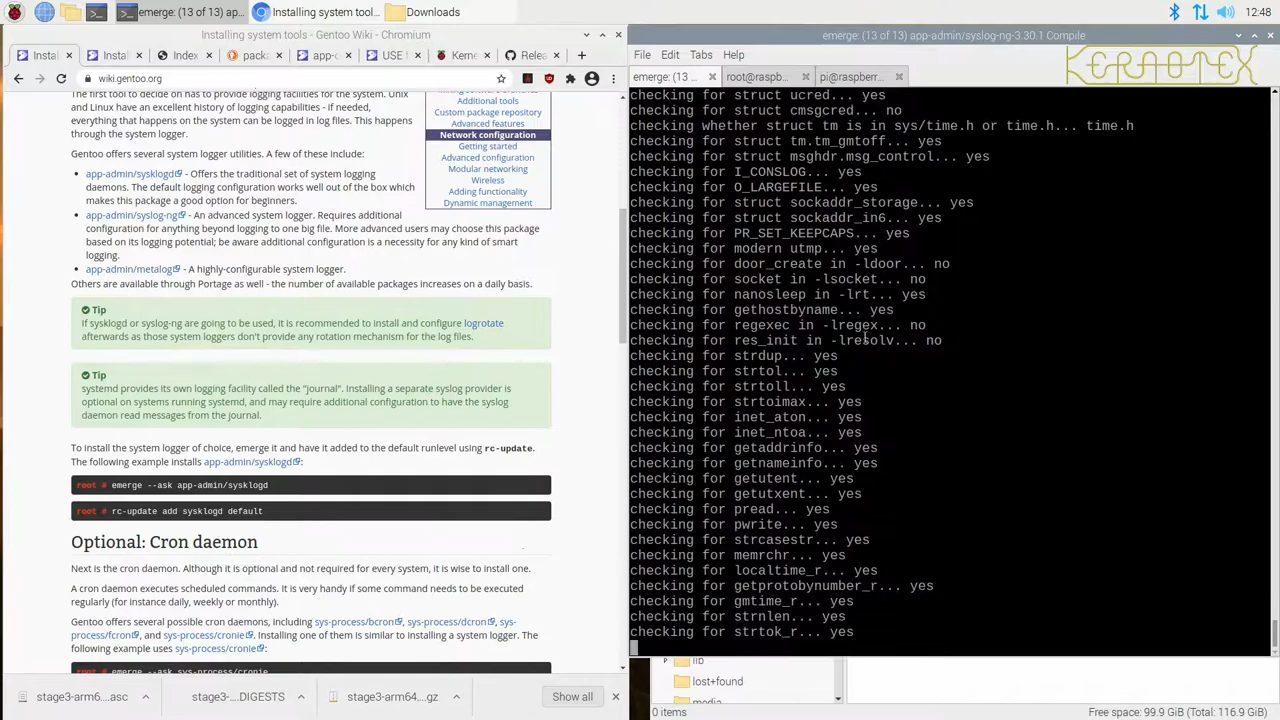 emerge: (13 of 13) ap...
Installing system tool...
Downloads
12:48
Installing system tools - Gentoo Wiki - Chromium
Instal
Instal
Index
packa
app-c
USE
Kerne
Relea
wiki.gentoo.org
The first tool to decide on has to provide logging facilities for the system. Unix
and Linux have an excellent history of logging capabilities - if needed,
everything that happens on the system can be logged in log files. This happens
through the system logger.
Gentoo offers several system logger utilities. A few of these include:
app-admin/sysklogd - Offers the traditional set of system logging
daemons. The default logging configuration works well out of the box which
makes this package a good option for beginners.
app-admin/syslog-ng - An advanced system logger. Requires additional
configuration for anything beyond logging to one big file. More advanced users may choose this package
based on its logging potential; be aware additional configuration is a necessity for any kind of smart
logging.
app-admin/metalog - A highly-configurable system logger.
Others are available through Portage as well - the number of available packages increases on a daily basis.
Additional tools
Custom package repository
Advanced features
Network configuration
Getting started
Advanced configuration
Modular networking
Wireless
Adding functionality
Dynamic management
Tip
If sysklogd or syslog-ng are going to be used, it is recommended to install and configure logrotate
afterwards as those system loggers don't provide any rotation mechanism for the log files.
Tip
systemd provides its own logging facility called the "journal". Installing a separate syslog provider is
optional on systems running systemd, and may require additional configuration to have the syslog
daemon read messages from the journal.
To install the system logger of choice, emerge it and have it added to the default runlevel using rc-update.
The following example installs app-admin/sysklogd:
root # emerge --ask app-admin/sysklogd
root # rc-update add sysklogd default
Optional: Cron daemon
Next is the cron daemon. Although it is optional and not required for every system, it is wise to install one.
A cron daemon executes scheduled commands. It is very handy if some command needs to be executed
regularly (for instance daily, weekly or monthly).
Gentoo offers several possible cron daemons, including sys-process/bcron, sys-process/dcron, sys-
process/fcron, and sys-process/cronie. Installing one of them is similar to installing a system logger. The
following example uses sys-process/cronie:
root # emerge --ask sys-process/cronie
stage3-arm6....asc
stage3-....DIGESTS
stage3-arm64....gz
Show all
emerge: (13 of 13) app-admin/syslog-ng-3.30.1 Compile
File Edit Tabs Help
KERAOTEX
emerge: (13 ...
root@raspb...
pi@raspberr...
checking for struct ucred... yes
checking for struct cmsgcred... no
checking whether struct tm is in sys/time.h or time.h... time.h
checking for struct tm.tm_gmtoff... yes
checking for struct msghdr.msg_control... yes
checking for I_CONSLOG... yes
checking for O_LARGEFILE... yes
checking for struct sockaddr_storage... yes
checking for struct sockaddr_in6... yes
checking for PR_SET_KEEPCAPS... yes
checking for modern utmp... yes
checking for door_create in -ldoor... no
checking for socket in -lsocket... no
checking for nanosleep in -lrt... yes
checking for gethostbyname... yes
checking for regexec in -lregex... no
checking for res_init in -lresolv... no
checking for strdup... yes
checking for strtol... yes
checking for strtoll... yes
checking for strtoimax... yes
checking for inet_aton... yes
checking for inet_ntoa... yes
checking for getaddrinfo... yes
checking for getnameinfo... yes
checking for getutent... yes
checking for getutxent... yes
checking for pread... yes
checking for pwrite... yes
checking for strcasestr... yes
checking for memrchr... yes
checking for localtime_r... yes
checking for getprotobynumber_r... yes
checking for gmtime_r... yes
checking for strnlen... yes
checking for strtok_r... yes
lib
lost+found
media
0 items
Free space: 99.9 GiB (Total: 116.9 GiB)